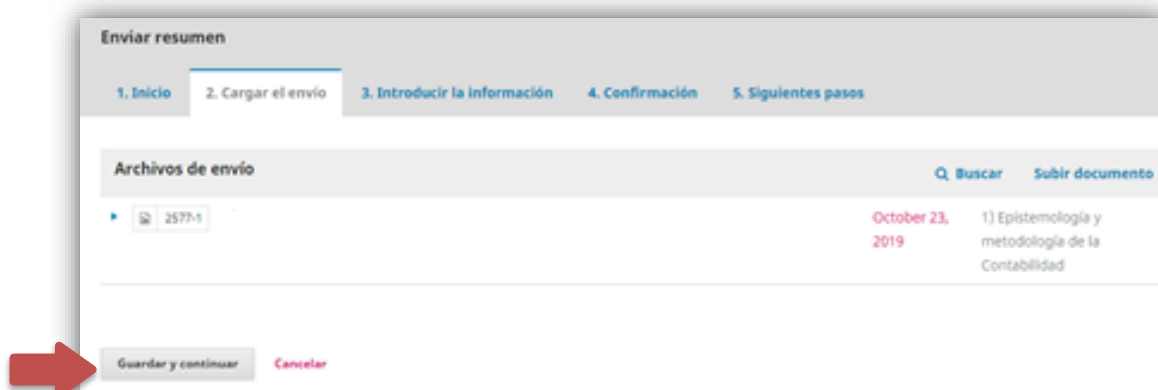 Enviar resumen
1. Inicio 2. Cargar el envío 3. Introducir la información 4. Confirmación 5. Siguientes pasos
Archivos de envío
Buscar Subir documento
2577-1 October 23, 1) Epistemología y
2019 metodología de la
Contabilidad
Guardar y continuar Cancelar